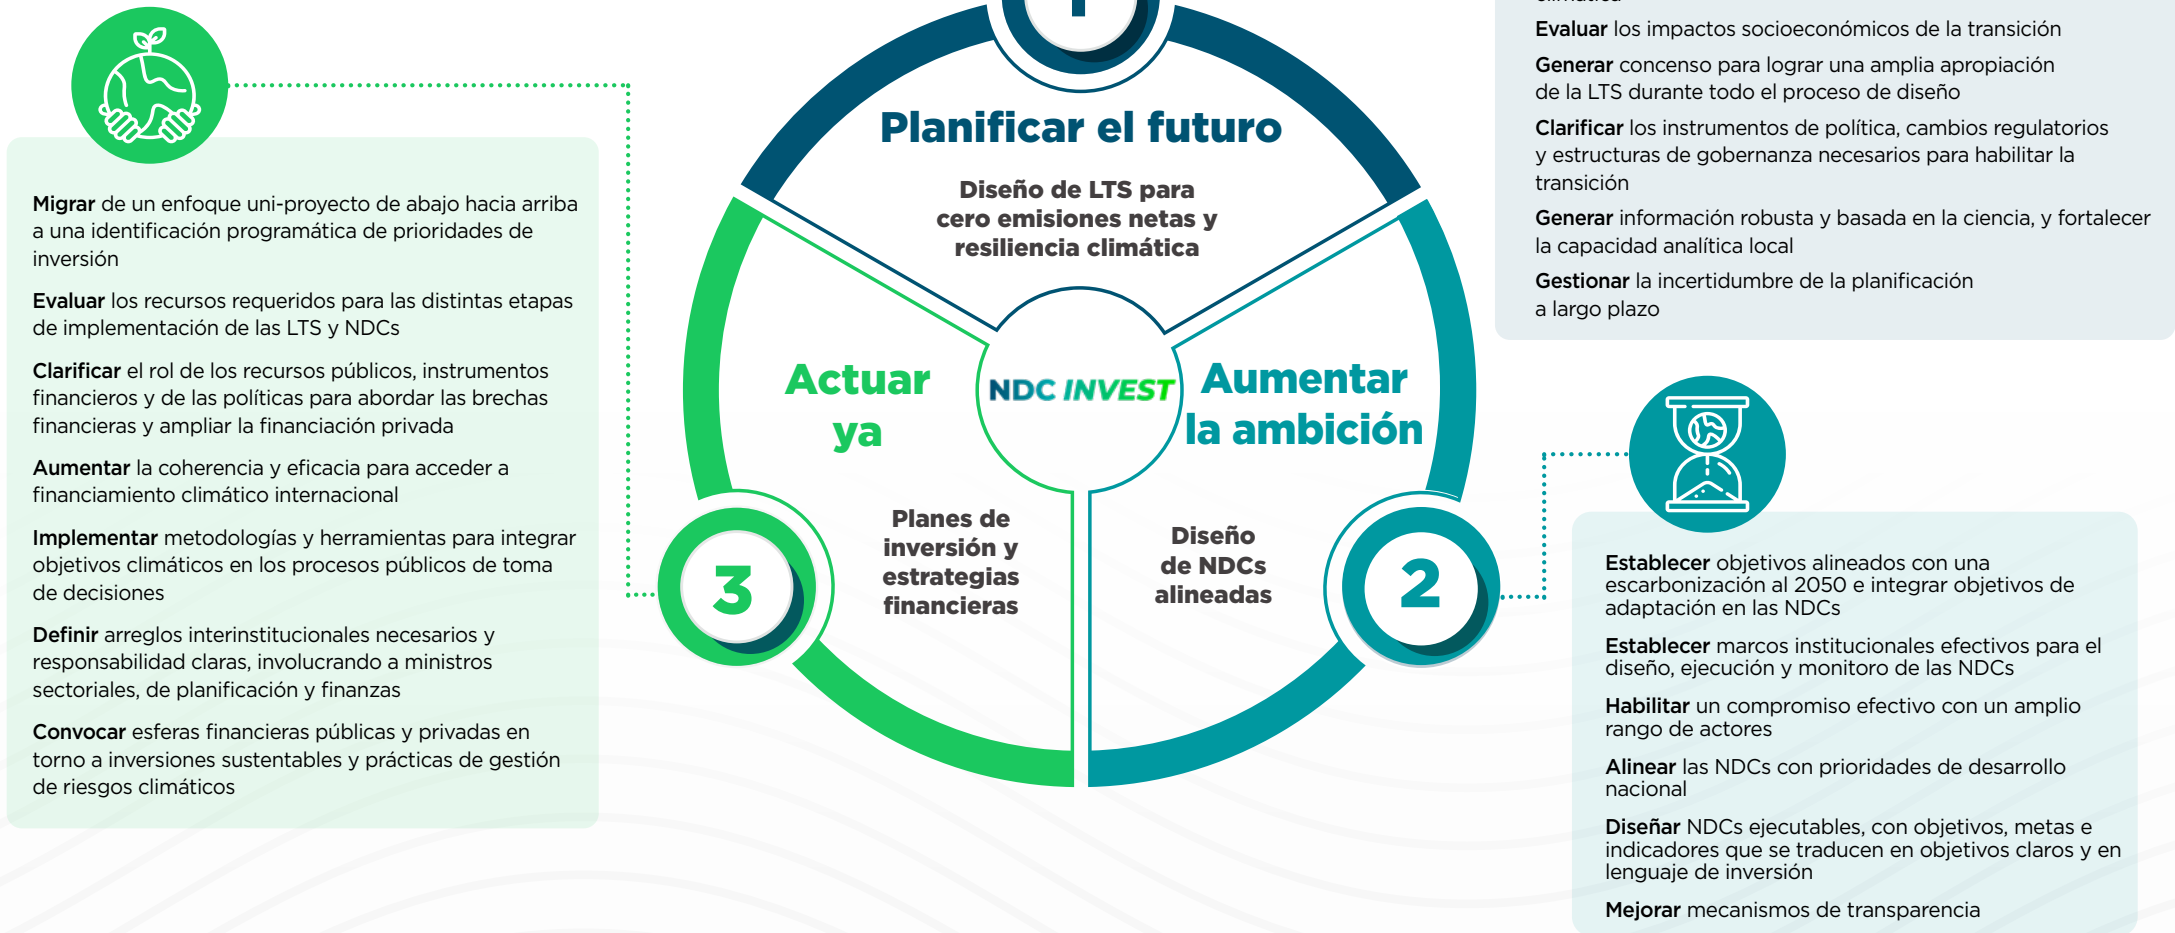 1
Planificar el futuro
Diseño de LTS para
cero emisiones netas y
resiliencia climática
Evaluar los impactos socioeconómicos de la transición
Generar concenso para lograr una amplia apropiación
de la LTS durante todo el proceso de diseño
Clarificar los instrumentos de política, cambios regulatorios
y estructuras de gobernanza necesarios para habilitar la
transición
Generar información robusta y basada en la ciencia, y fortalecer
la capacidad analítica local
Gestionar la incertidumbre de la planificación
a largo plazo
NDC INVEST
Aumentar
la ambición
Diseño
de NDCs
alineadas
2
Establecer objetivos alineados con una
escarbonización al 2050 e integrar objetivos de
adaptación en las NDCs
Establecer marcos institucionales efectivos para el
diseño, ejecución y monitoro de las NDCs
Habilitar un compromiso efectivo con un amplio
rango de actores
Alinear las NDCs con prioridades de desarrollo
nacional
Diseñar NDCs ejecutables, con objetivos, metas e
indicadores que se traducen en objetivos claros y en
lenguaje de inversión
Mejorar mecanismos de transparencia
Actuar
ya
Planes de
inversión y
estrategias
financieras
3
Migrar de un enfoque uni-proyecto de abajo hacia arriba
a una identificación programática de prioridades de
inversión
Evaluar los recursos requeridos para las distintas etapas
de implementación de las LTS y NDCs
Clarificar el rol de los recursos públicos, instrumentos
financieros y de las políticas para abordar las brechas
financieras y ampliar la financiación privada
Aumentar la coherencia y eficacia para acceder a
financiamiento climático internacional
Implementar metodologías y herramientas para integrar
objetivos climáticos en los procesos públicos de toma
de decisiones
Definir arreglos interinstitucionales necesarios y
responsabilidad claras, involucrando a ministros
sectoriales, de planificación y finanzas
Convocar esferas financieras públicas y privadas en
torno a inversiones sustentables y prácticas de gestión
de riesgos climáticos